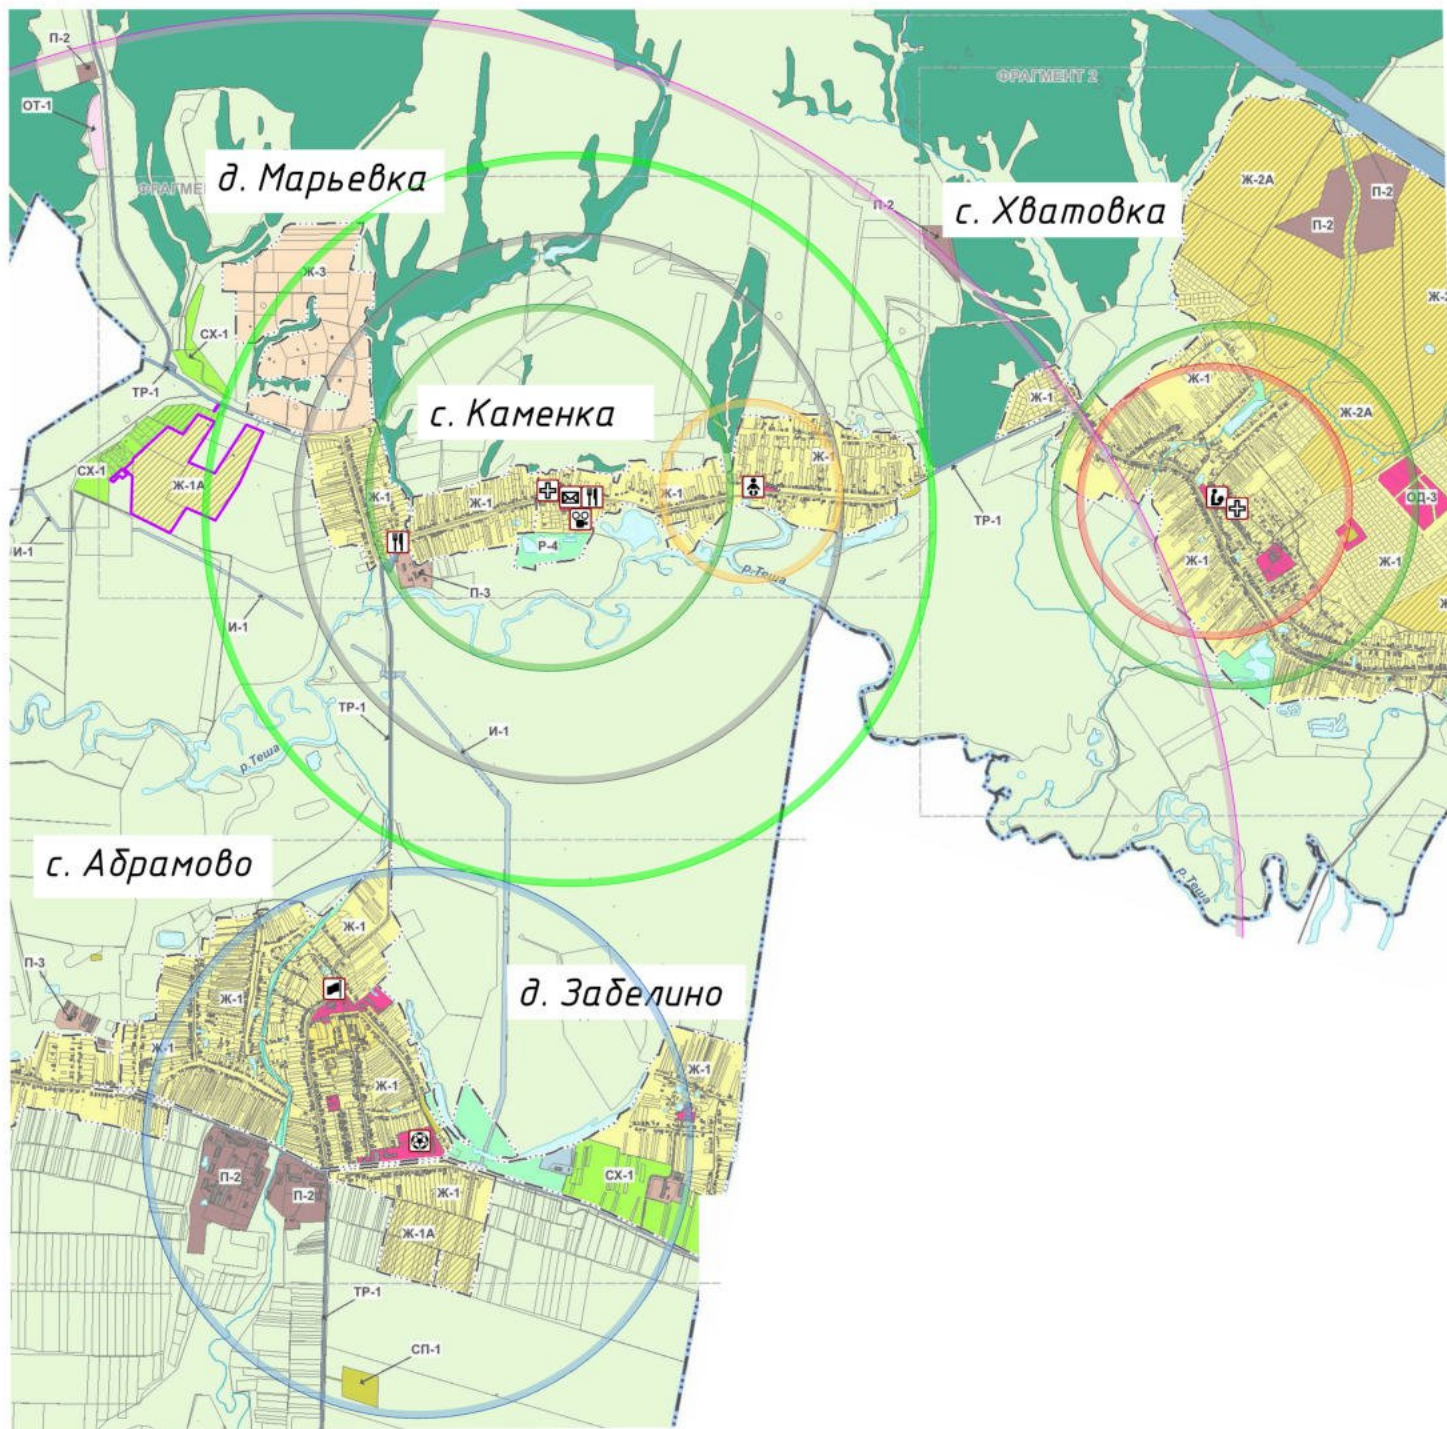 П-2
ОТ-1
ФРАГМЕНТ 2
д. Марьевка
ФРАГМЕ
Ж-2А
П-2
П-2
с. Хватовка
П-2
Ж-3
Ж-2
СХ-1
ТР-1
Ж-1
с. Каменка
Ж-1
Ж-2А
СХ-1
Ж-1А
Ж-1
Ж-1
Ж-1
Ж-1
ТР-1
ОД-3
И-1
Р-4
р.Теша
Ж-1
Ж-1
П-3
И-1
Ж
ТР-1
И-1
р.Теша
с. Абрамово
р.Теша
Ж-1
П-3
д. Забелино
Ж-1
Ж-1
Ж-1
Ж-1
П-2
П-2
Ж-1
СХ-1
Ж-1А
ТР-1
СП-1